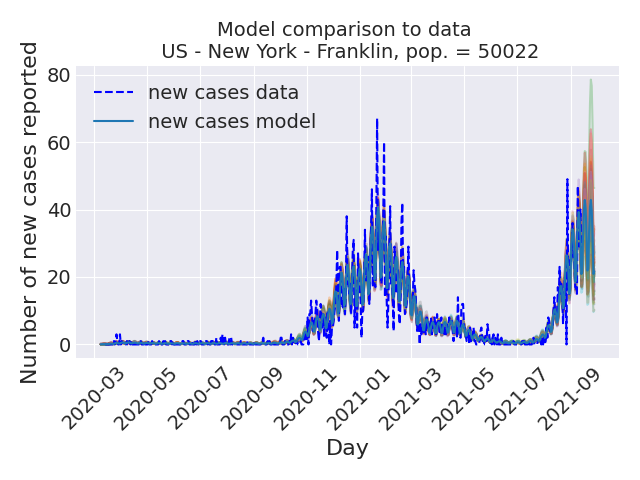 Model comparison to data
US - New York - Franklin, pop. = 50022
Number of new cases reported
80
60
40
20
0
new cases data
new cases model
2020-03
2020-05
2020-07
2020-09
2020-11
2021-01
2021-03
2021-05
2021-07
2021-09
Day